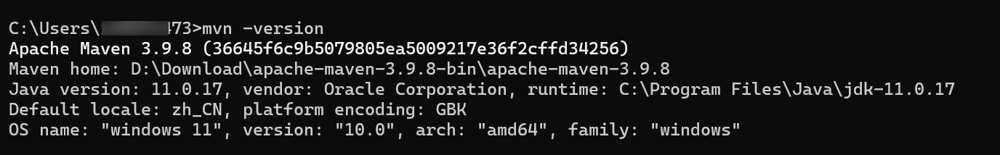 C:\Users\473>mvn -version
Apache Maven 3.9.8 (36645f6c9b5079805ea5009217e36f2cffd34256)
Maven home: D:\Download\apache-maven-3.9.8-bin\apache-maven-3.9.8
Java version: 11.0.17, vendor: Oracle Corporation, runtime: C:\Program Files\Java\jdk-11.0.17
Default locale: zh_CN, platform encoding: GBK
OS name: "windows 11", version: "10.0", arch: "amd64", family: "windows"